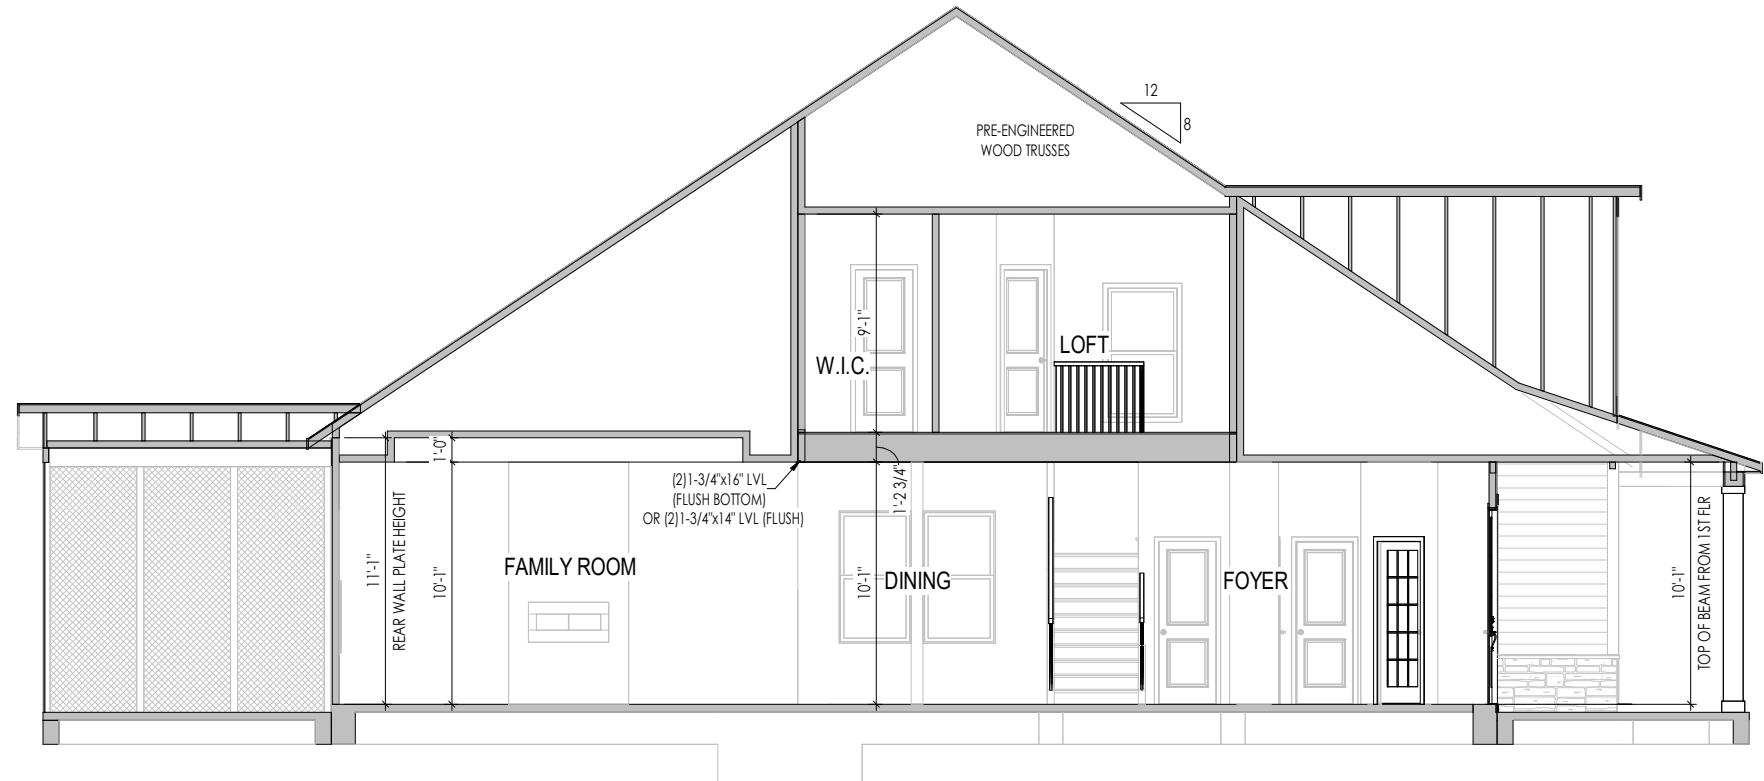 12
8
PRE-ENGINEERED
WOOD TRUSSES
9'-1"
W.I.C.
LOFT
1'-0"
(2)1-3/4"x16" LVL
(FLUSH BOTTOM)
OR (2)1-3/4"x14" LVL (FLUSH)
1'-2 3/4"
11'-1"
REAR WALL PLATE HEIGHT
10'-1"
FAMILY ROOM
10'-1"
DINING
FOYER
10'-1"
TOP OF BEAM FROM 1ST FLR